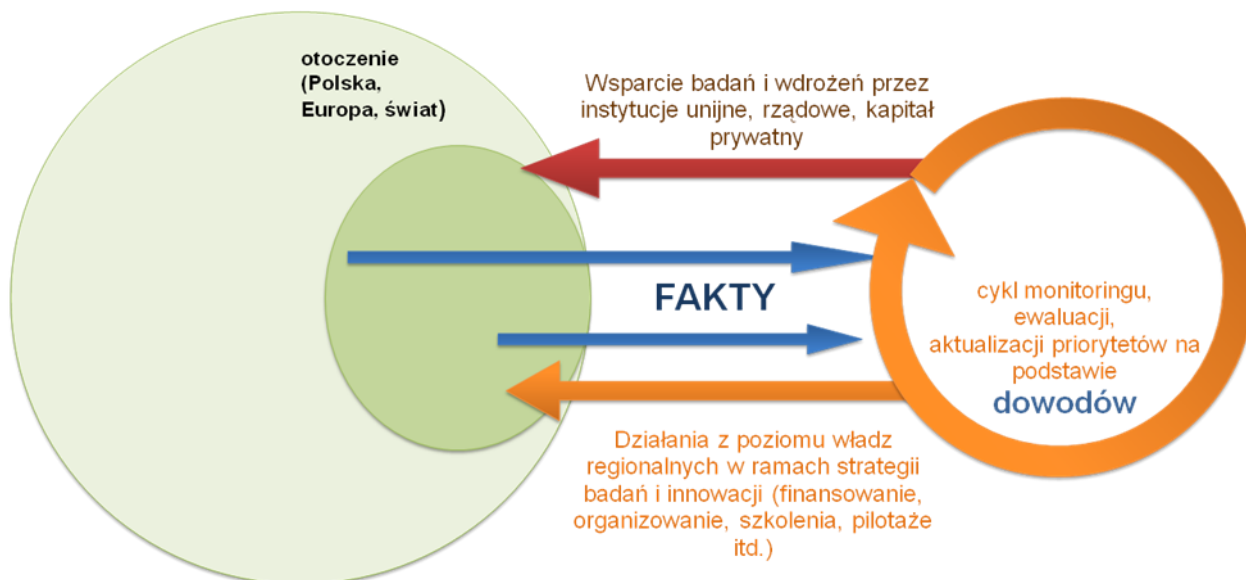 otoczenie
(Polska,
Europa, świat)
Wsparcie badań i wdrożeń przez
instytucje unijne, rządowe, kapitał
prywatny
FAKTY
cykl monitoringu,
ewaluacji,
aktualizacji priorytetów na
podstawie
dowodów
Działania z poziomu władz
regionalnych w ramach strategii
badań i innowacji (finansowanie,
organizowanie, szkolenia, pilotaże
itd.)